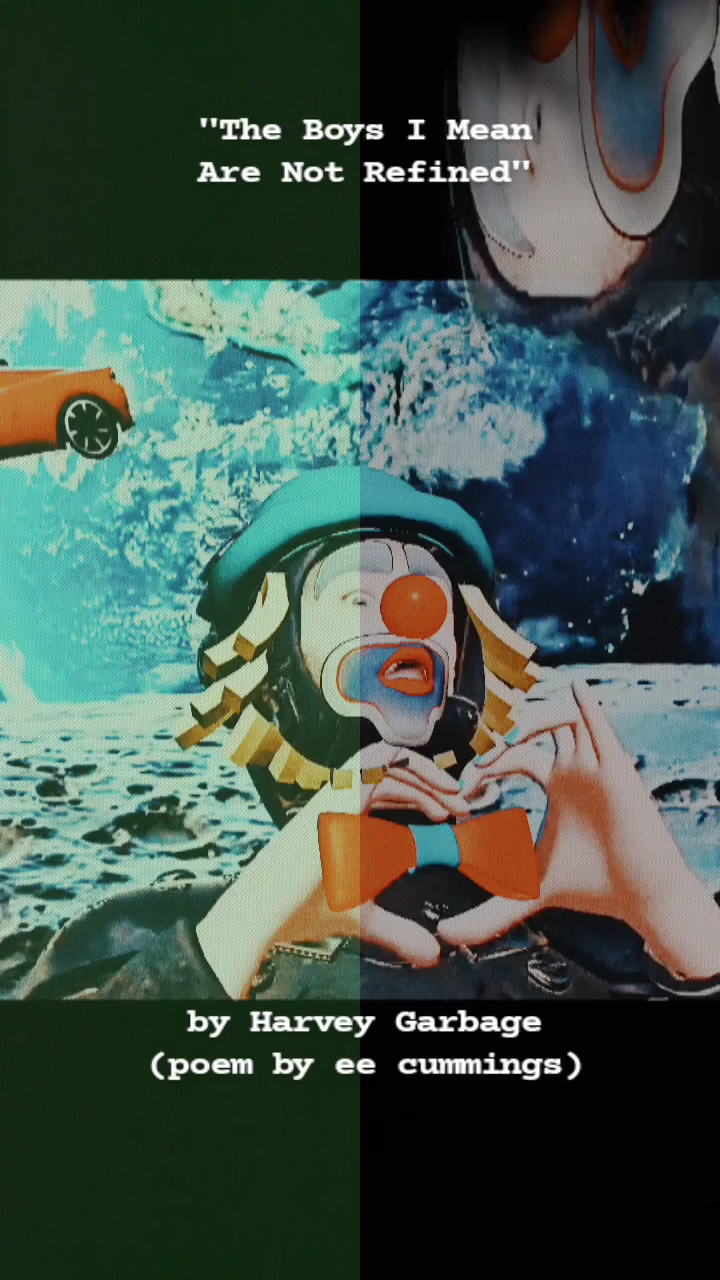 "The Boys I Mean
Are Not Refined"
by Harvey Garbage
(poem by ee cummings)